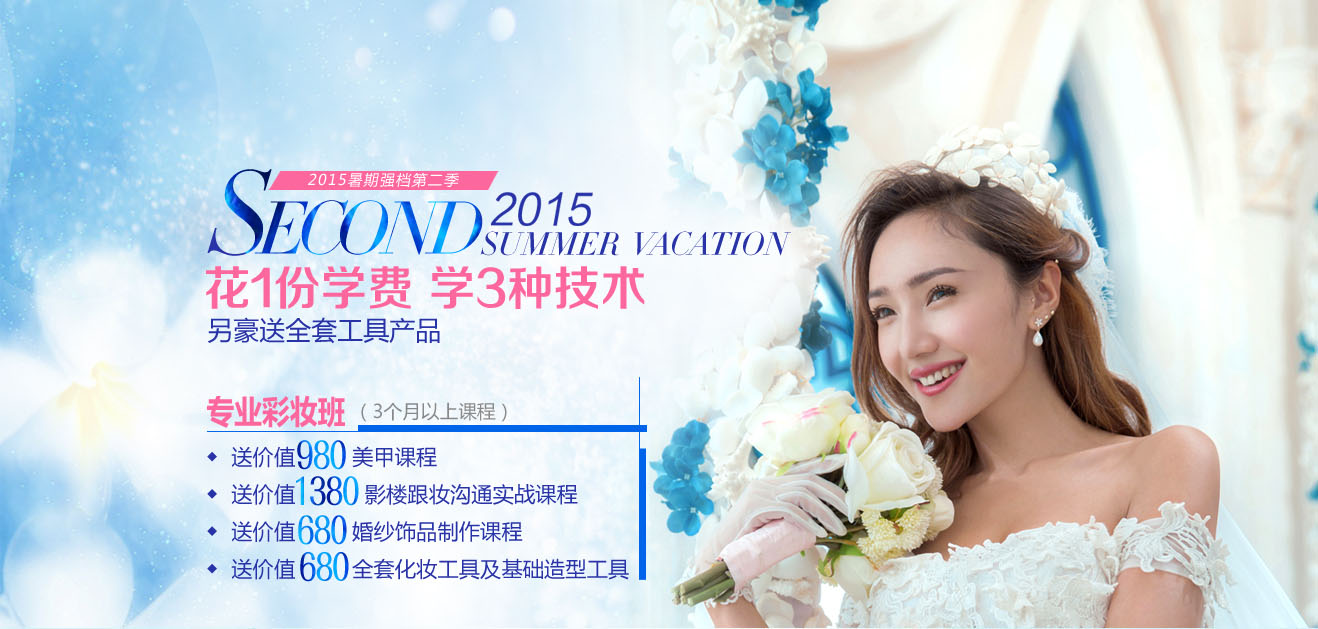 2015暑期强档第二季
SECOND 2015
SUMMER VACATION
花1份学费 学3种技术
另豪送全套工具产品
专业彩妆班 ( 3个月以上课程 )
◆ 送价值980美甲课程
◆ 送价值1380影楼跟妆沟通实战课程
◆ 送价值680婚纱饰品制作课程
◆ 送价值680全套化妆工具及基础造型工具